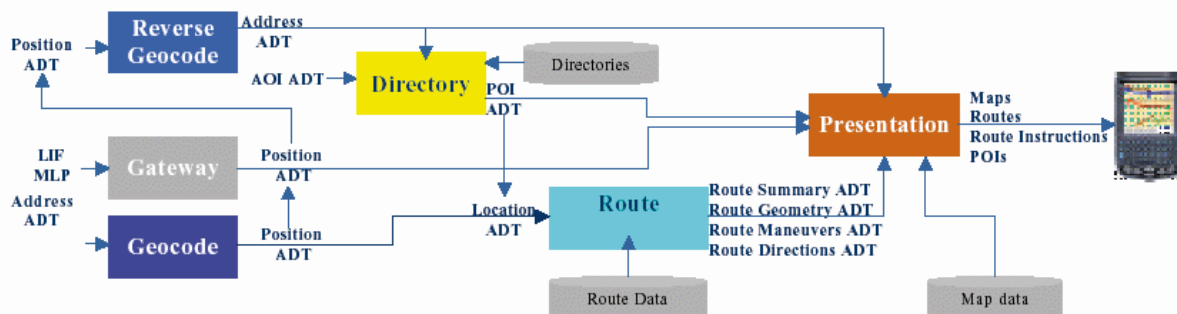 Reverse
Geocode
Address
ADT
Position
ADT
AOI ADT
Directory
Directories
POI
ADT
Presentation
Maps
Routes
Route Instructions
POIs
LIF
MLP
Gateway
Position
ADT
Address
ADT
Geocode
Position
ADT
Location
ADT
Route
Route Summary ADT
Route Geometry ADT
Route Maneuvers ADT
Route Directions ADT
Route Data
Map data